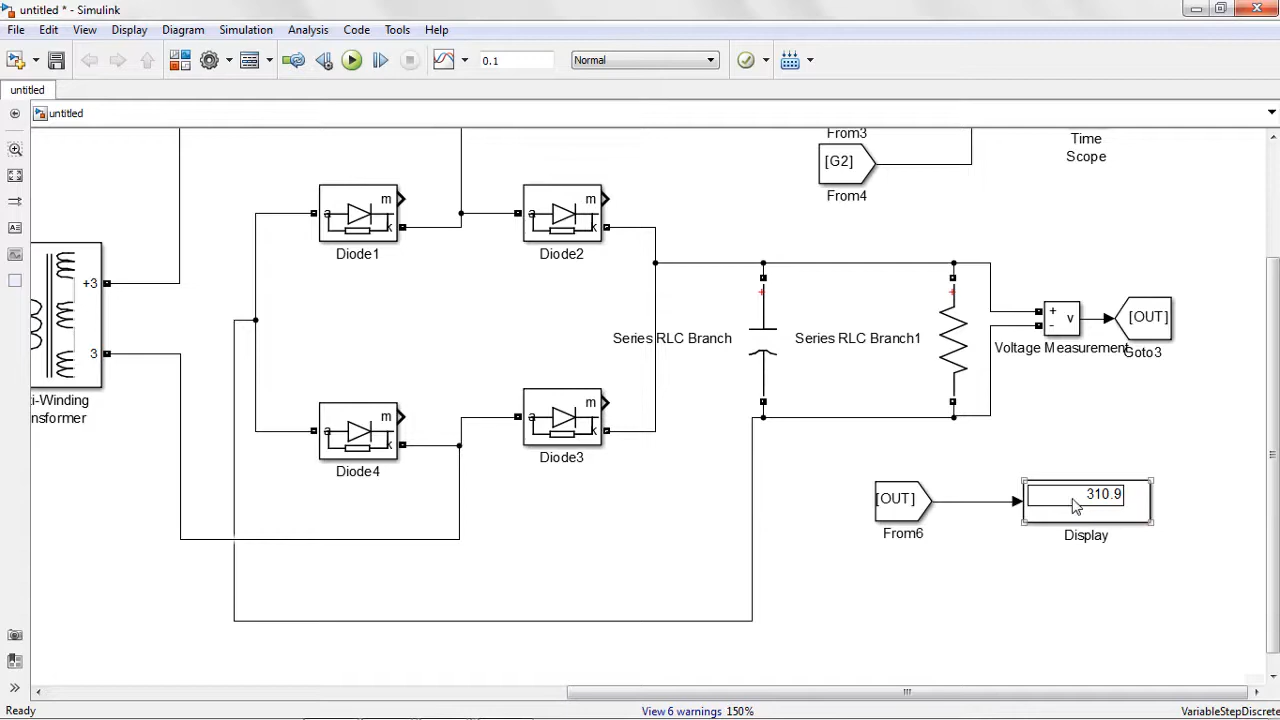 untitled * - Simulink
File Edit View Display Diagram Simulation Analysis Code Tools Help
0.1 Normal
untitled
untitled
From3
[G2]
From4
Time
Scope
a m k
Diode1
a m k
Diode2
+3
3
i-Winding
nsformer
+ +
Series RLC Branch
Series RLC Branch1
+ - v
Voltage Measurement
[OUT]
Goto3
a m k
Diode4
a m k
Diode3
[OUT]
From6
310.9
Display
Ready
View 6 warnings 150%
VariableStepDiscrete